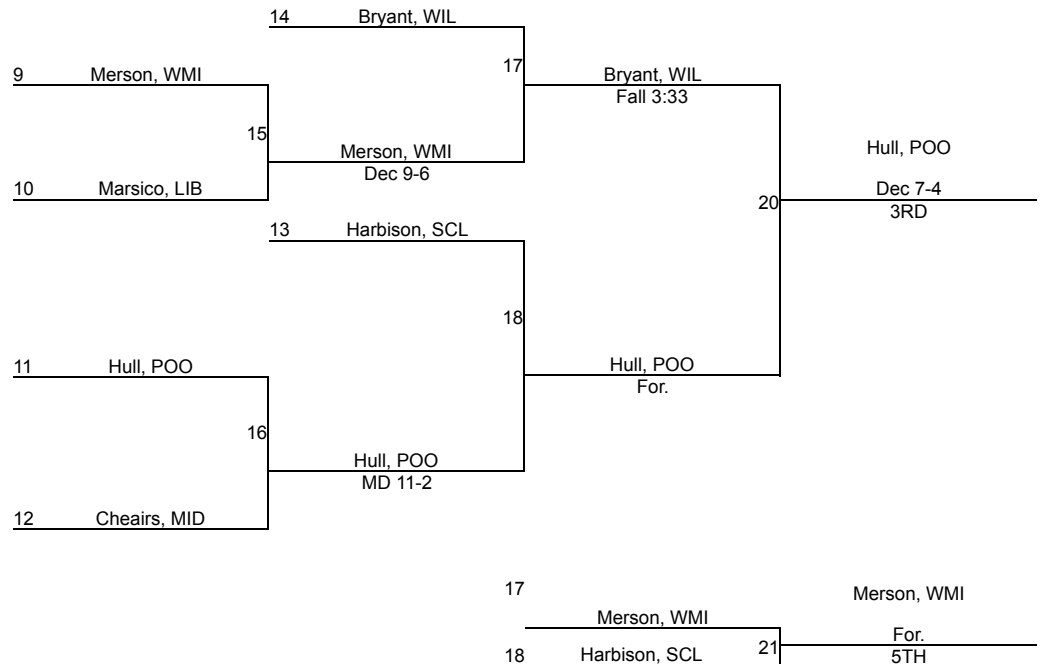 14 Bryant, WIL
9 Merson, WMI
17 Bryant, WIL
Fall 3:33
15
Merson, WMI
Dec 9-6
Hull, POO
10 Marsico, LIB
20
Dec 7-4
3RD
13 Harbison, SCL
18
11 Hull, POO
Hull, POO
For.
16
Hull, POO
MD 11-2
12 Cheairs, MID
17
Merson, WMI
Merson, WMI
18 Harbison, SCL
21
For.
5TH